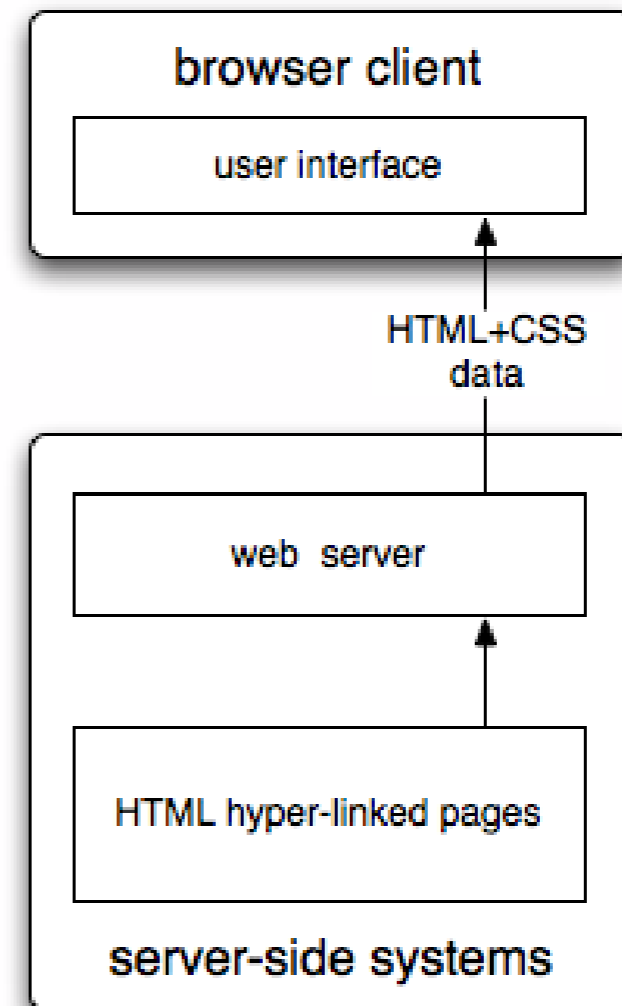 browser client
user interface
HTML+CSS
data
web server
HTML hyper-linked pages
server-side systems